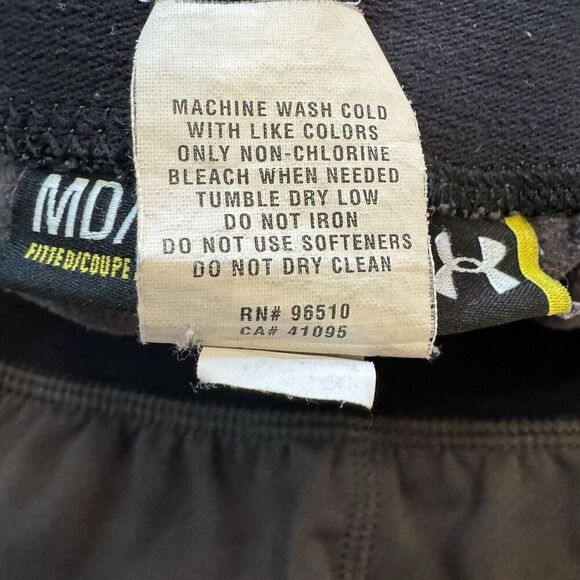 MACHINE WASH COLD
WITH LIKE COLORS
ONLY NON-CHLORINE
BLEACH WHEN NEEDED
TUMBLE DRY LOW
DO NOT IRON
DO NOT USE SOFTENERS
DO NOT DRY CLEAN
RN# 96510
CA# 41095
MD/
FITTED/COUPE